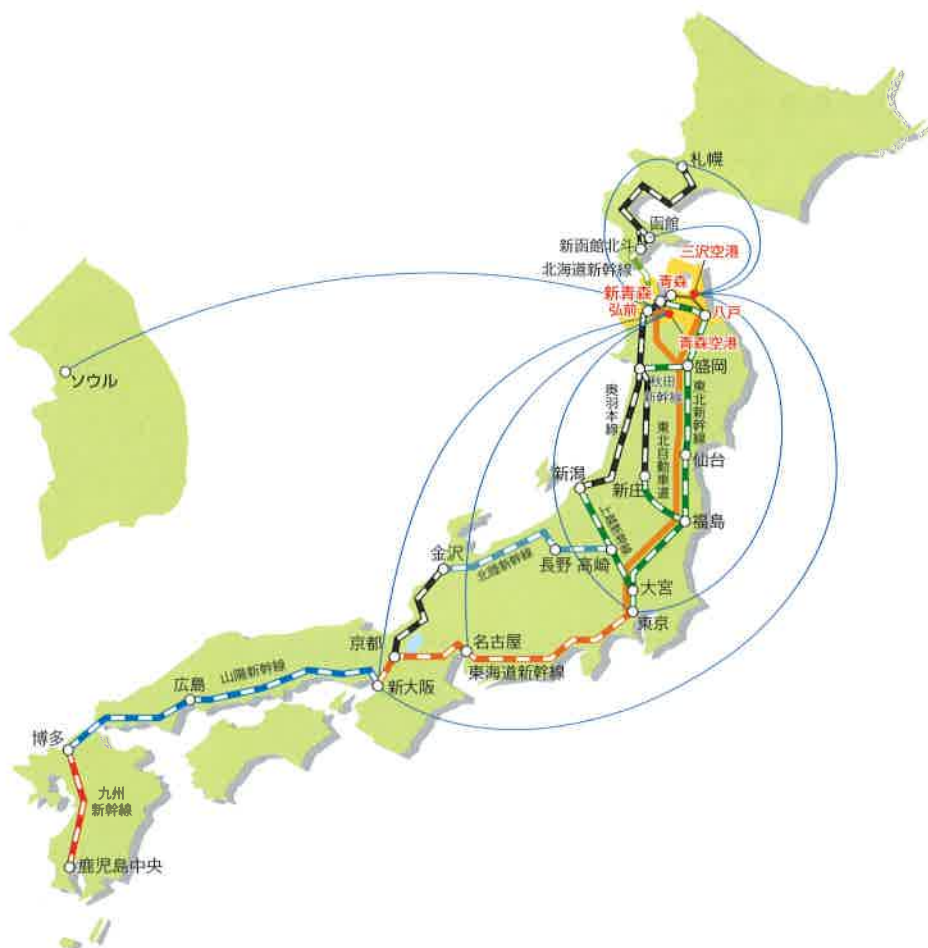 札幌
函館
新函館北斗
北海道新幹線
三沢空港
青森
新青森
弘前
八戸
青森空港
盛岡
秋田
新幹線
東北新幹線
奥羽本線
東北自動車道
仙台
新潟
新庄
福島
上越新幹線
金沢
北陸新幹線
長野
高崎
大宮
東京
京都
名古屋
東海道新幹線
新大阪
山陽新幹線
広島
博多
九州
新幹線
鹿児島中央
ソウル